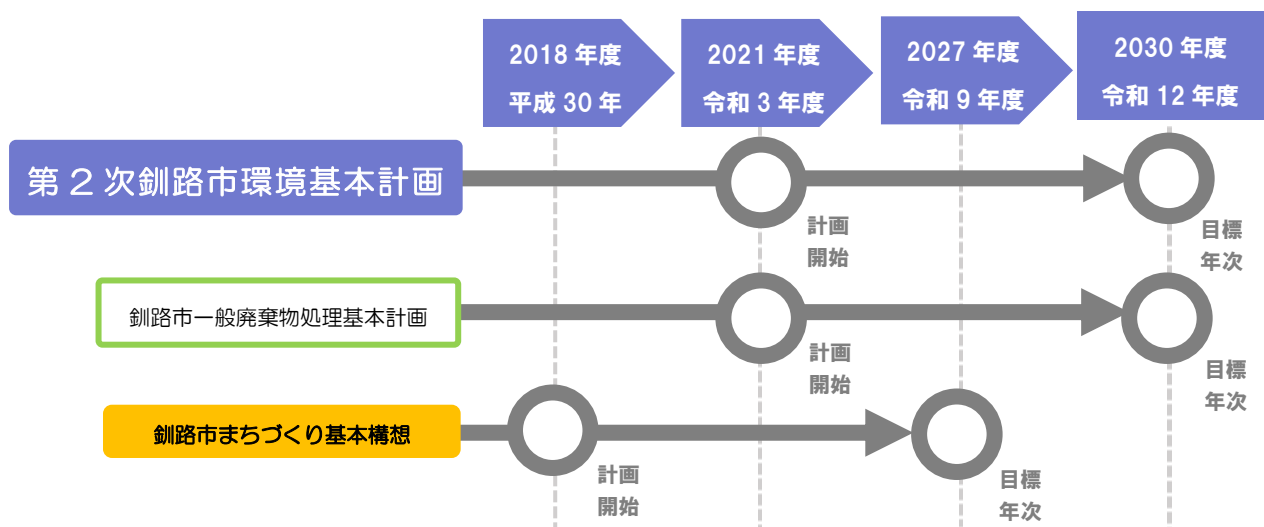 2018 年度
平成 30 年
2021 年度
令和 3 年度
2027 年度
令和 9 年度
2030 年度
令和 12 年度
第 2 次釧路市環境基本計画
計画
開始
目標
年次
釧路市一般廃棄物処理基本計画
計画
開始
目標
年次
釧路市まちづくり基本構想
計画
開始
目標
年次